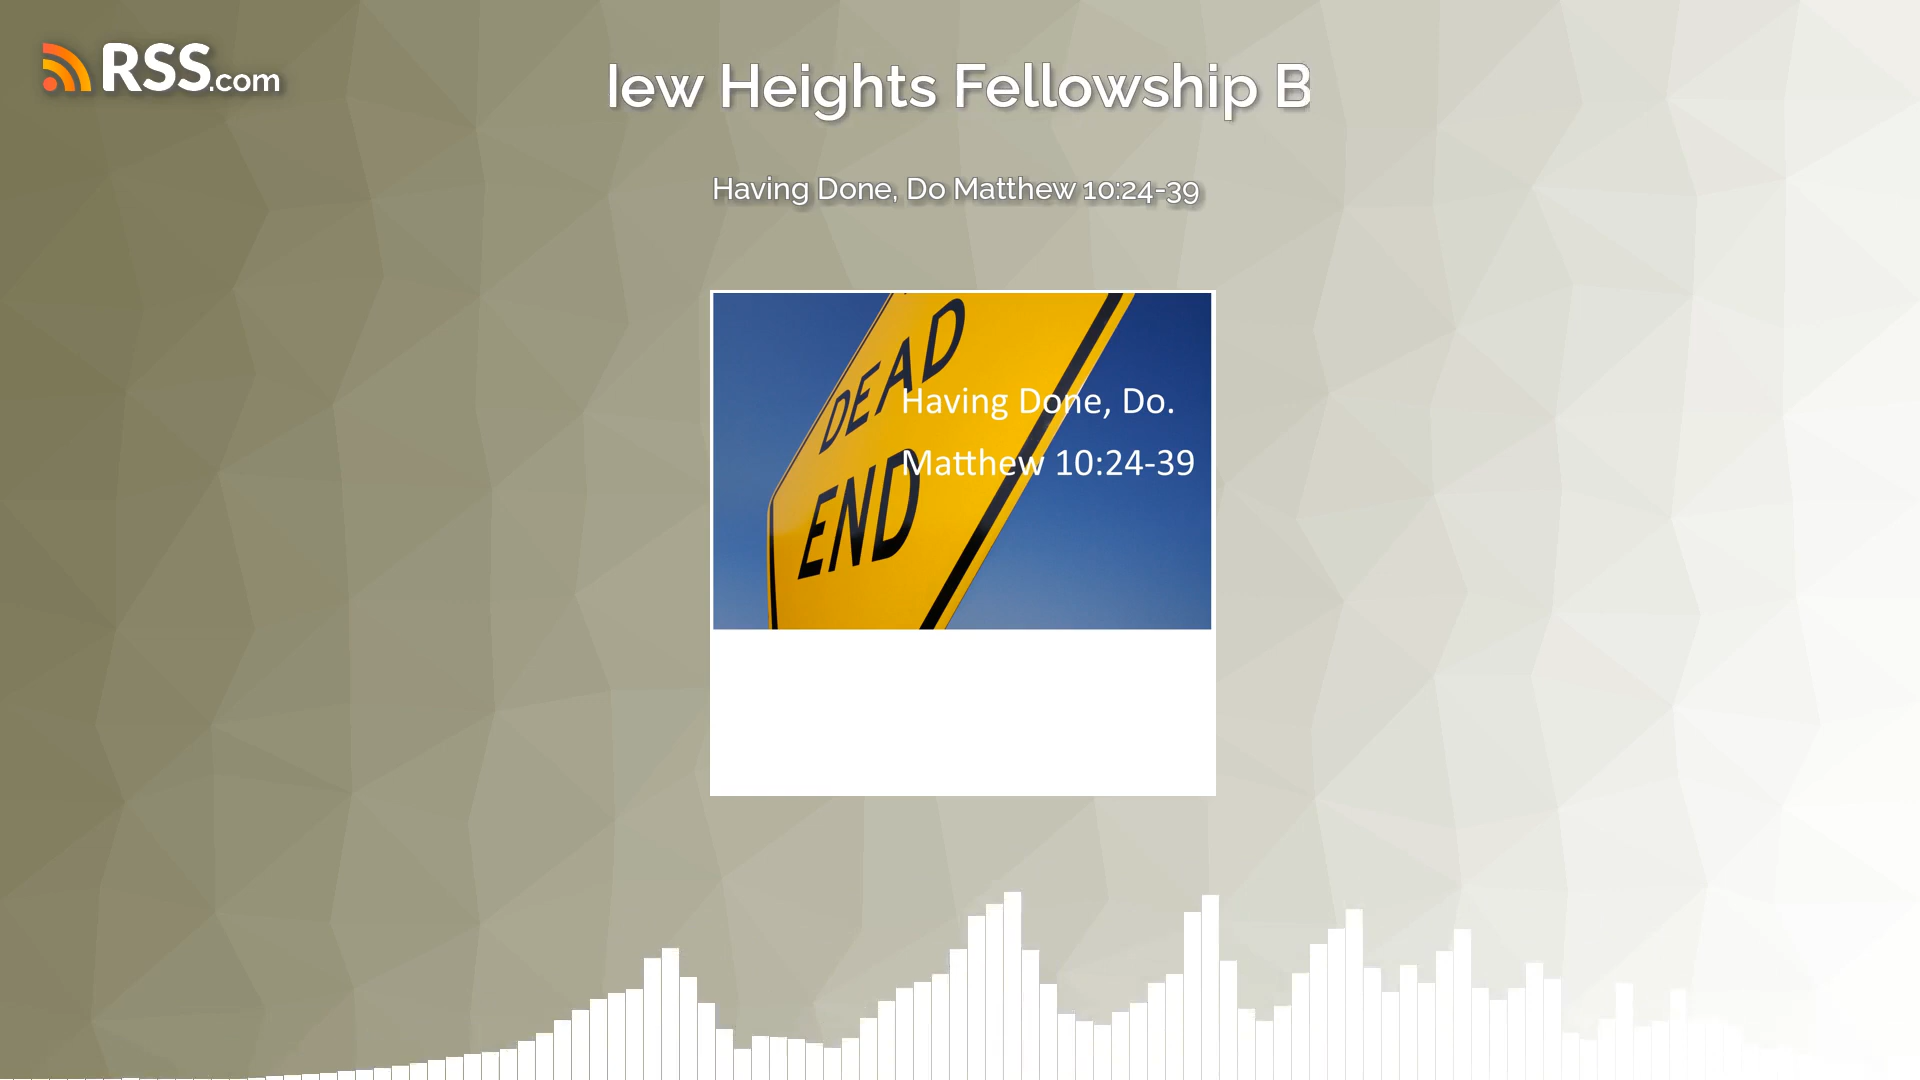 RSS.com
Heights Fellowship
Having Done, Do Matthew 10:24-39
DEAD
END
Having Done, Do.
Matthew 10:24-39